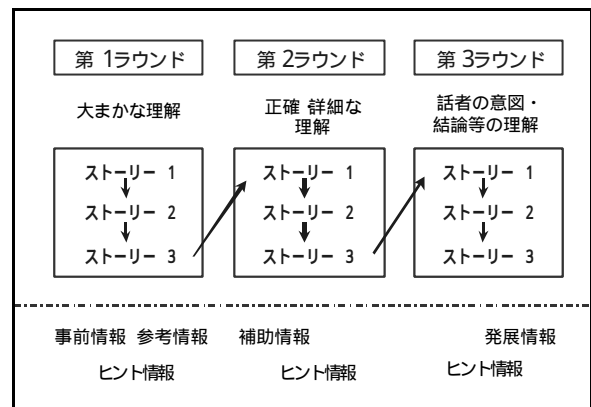 第 1ラウンド
第 2ラウンド
第 3ラウンド
大まかな理解
正確 詳細な
理解
話者の意図・
結論等の理解
ストーリー 1
ストーリー 2
ストーリー 3
ストーリー 1
ストーリー 2
ストーリー 3
ストーリー 1
ストーリー 2
ストーリー 3
事前情報 参考情報
補助情報
発展情報
ヒント情報
ヒント情報
ヒント情報